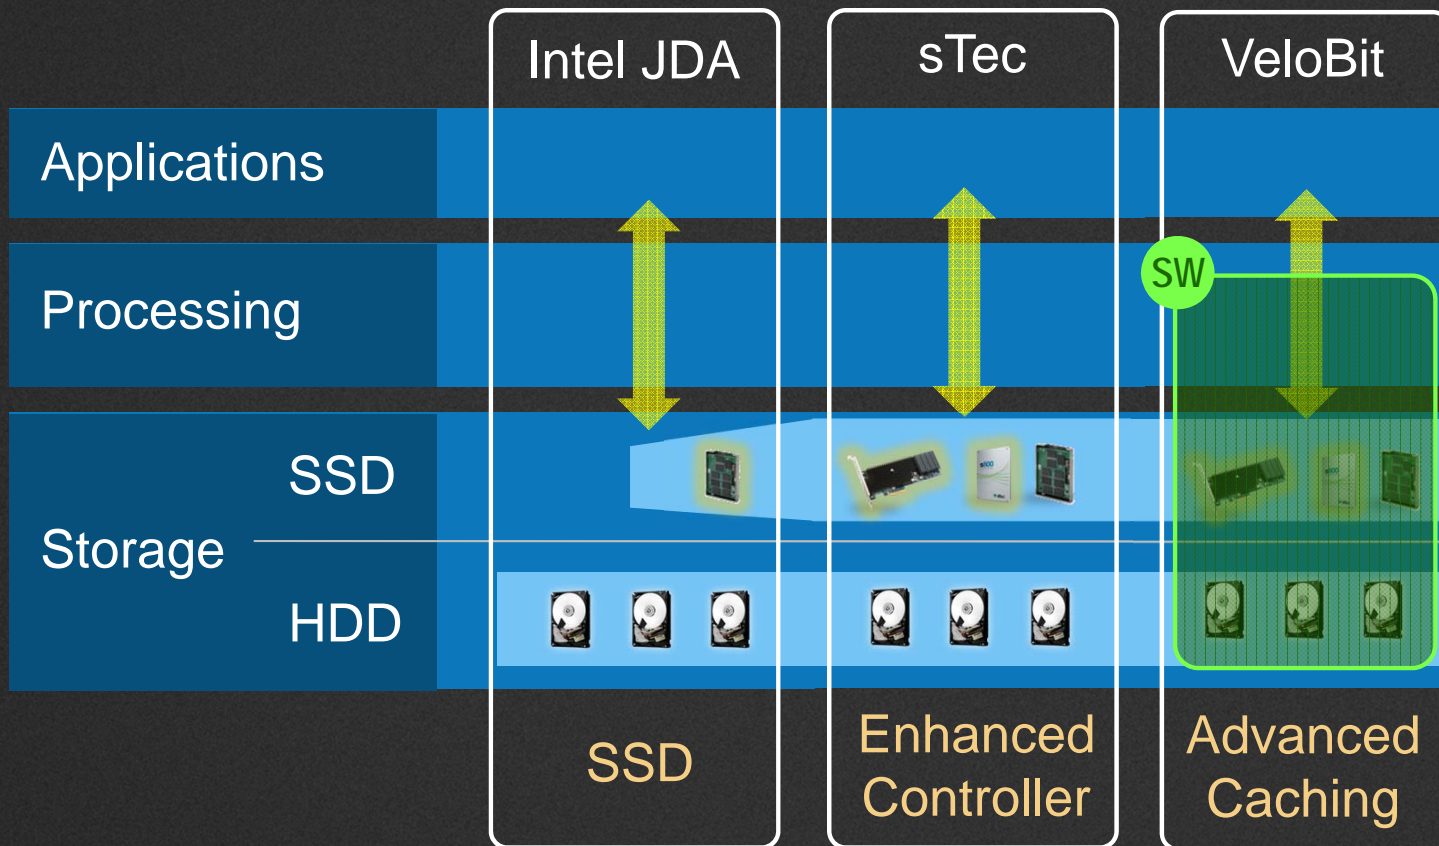 Intel JDA
sTec
VeloBit
Applications
SW
Processing
SSD
Storage
HDD
SSD
Enhanced
Controller
Advanced
Caching